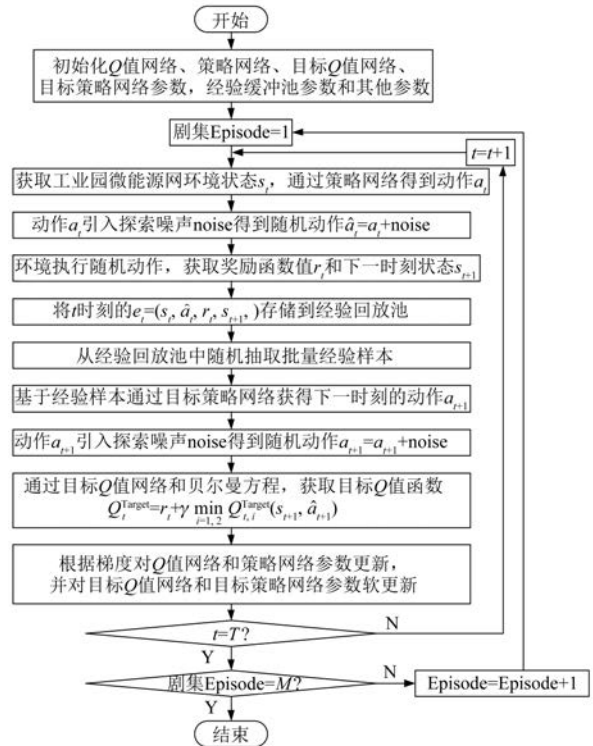 开始
初始化Q值网络、策略网络、目标Q值网络、
目标策略网络参数，经验缓冲池参数和其他参数
剧集Episode=1
t=t+1
获取工业园微能源网环境状态s_t，通过策略网络得到动作a_t
动作a_t引入探索噪声noise得到随机动作â_t=a_t+noise
环境执行随机动作，获取奖励函数值r_t和下一时刻状态s_{t+1}
将t时刻的e_t=(s_t, â_t, r_t, s_{t+1}, )存储到经验回放池
从经验回放池中随机抽取批量经验样本
基于经验样本通过目标策略网络获得下一时刻的动作a_{t+1}
动作a_{t+1}引入探索噪声noise得到随机动作a_{t+1}=a_{t+1}+noise
通过目标Q值网络和贝尔曼方程，获取目标Q值函数
Q_t^{Target}=r_t+γ min_{i=1, 2} Q_{t, i}^{Target}(s_{t+1}, â_{t+1})
根据梯度对Q值网络和策略网络参数更新，
并对目标Q值网络和目标策略网络参数软更新
t=T?
N
Y
剧集Episode=M?
N
Episode=Episode+1
Y
结束